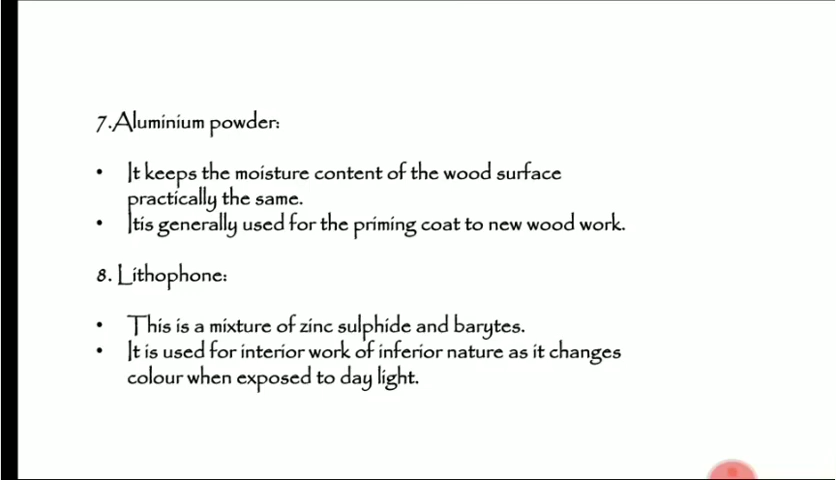 7.Aluminium powder:
• It keeps the moisture content of the wood surface
practically the same.
• Itis generally used for the priming coat to new wood work.
8. Lithophone:
• This is a mixture of zinc sulphide and barytes.
• It is used for interior work of inferior nature as it changes
colour when exposed to day light.